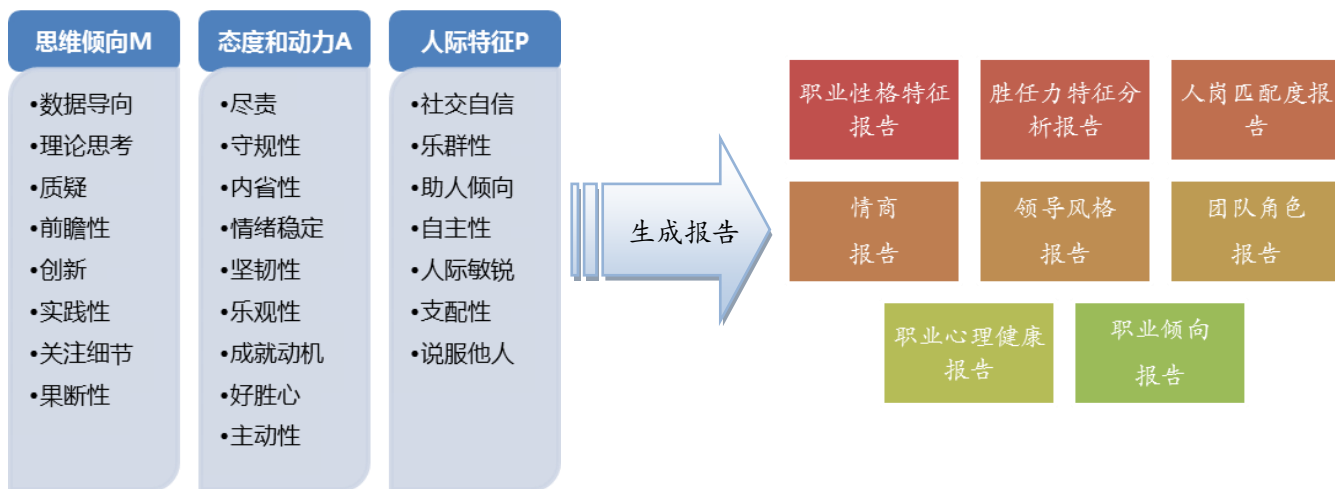 思维倾向M
•数据导向
•理论思考
•质疑
•前瞻性
•创新
•实践性
•关注细节
•果断性
态度和动力A
•尽责
•守规性
•内省性
•情绪稳定
•坚韧性
•乐观性
•成就动机
•好胜心
•主动性
人际特征P
•社交自信
•乐群性
•助人倾向
•自主性
•人际敏锐
•支配性
•说服他人
生成报告
职业性格特征
报告
胜任力特征分
析报告
人岗匹配度报
告
情商
报告
领导风格
报告
团队角色
报告
职业心理健康
报告
职业倾向
报告